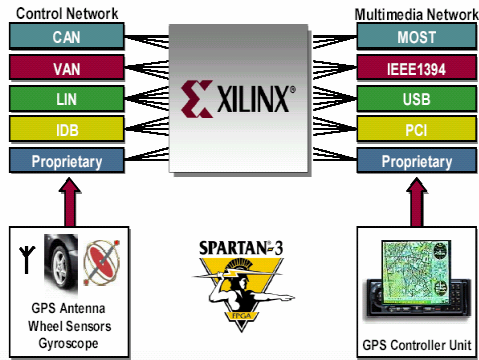 Control Network
Multimedia Network
CAN
MOST
VAN
IEEE1394
LIN
USB
IDB
PCI
Proprietary
Proprietary
XILINX®
SPARTAN-3
FPGA
GPS Antenna
Wheel Sensors
Gyroscope
GPS Controller Unit